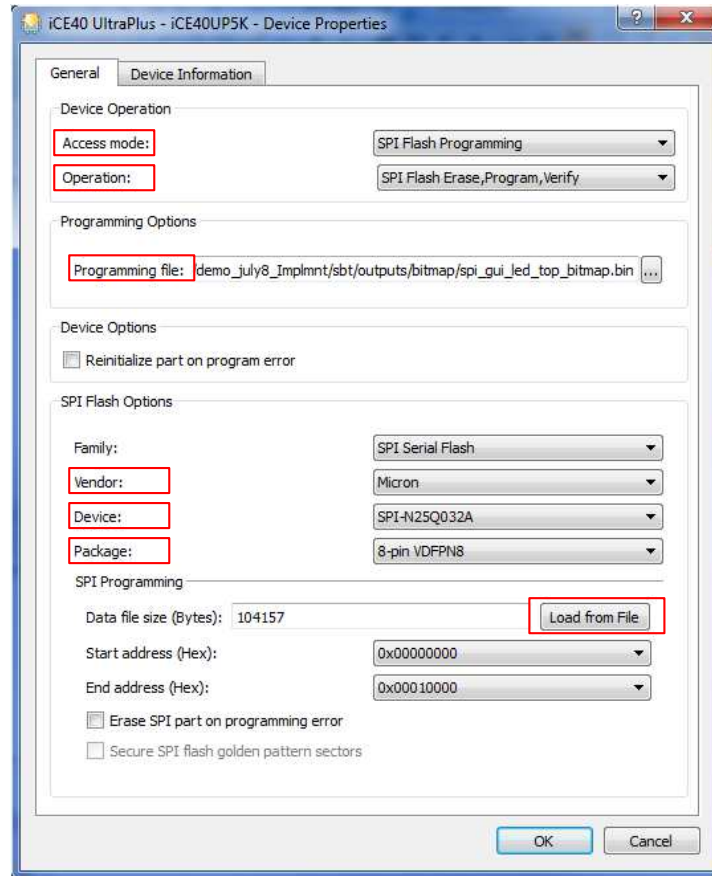 iCE40 UltraPlus - iCE40UP5K - Device Properties
General Device Information
Device Operation
Access mode: SPI Flash Programming
Operation: SPI Flash Erase,Program,Verify
Programming Options
Programming file: /demo_july8_Implmnt/sbt/outputs/bitmap/spi_gui_led_top_bitmap.bin ...
Device Options
Reinitialize part on program error
SPI Flash Options
Family: SPI Serial Flash
Vendor: Micron
Device: SPI-N25Q032A
Package: 8-pin VDFPN8
SPI Programming
Data file size (Bytes): 104157 Load from File
Start address (Hex): 0x00000000
End address (Hex): 0x00010000
Erase SPI part on programming error
Secure SPI flash golden pattern sectors
OK Cancel